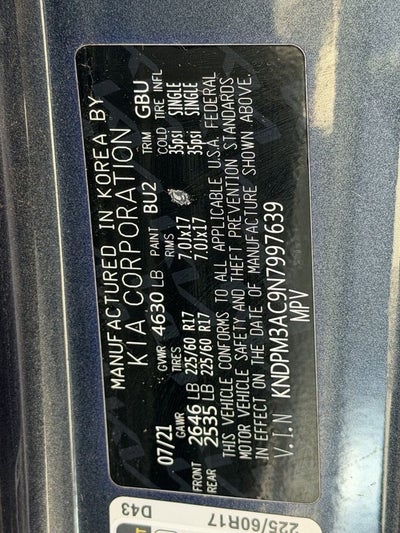 MANUFACTURED IN KOREA BY
KIA CORPORATION
07/21 GVWR 4630 LB PAINT BU2 TRIM GBU
GAWR TIRES RIMS COLD TIRE INFL
FRONT 2646 LB 225/60 R17 7.0JX17 35psi SINGLE
REAR 2535 LB 225/60 R17 7.0JX17 35psi SINGLE
THIS VEHICLE CONFORMS TO ALL APPLICABLE U.S.A. FEDERAL
MOTOR VEHICLE SAFETY AND THEFT PREVENTION STANDARDS
IN EFFECT ON THE DATE OF MANUFACTURE SHOWN ABOVE.
V.I.N KNDPM3AC9N7997639
MPV
D43
225/60R17